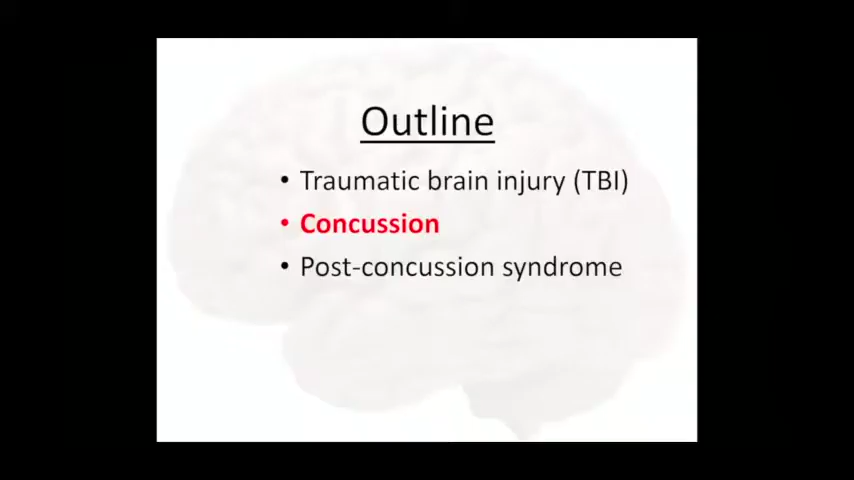 Outline
• Traumatic brain injury (TBI)
• Concussion
• Post-concussion syndrome